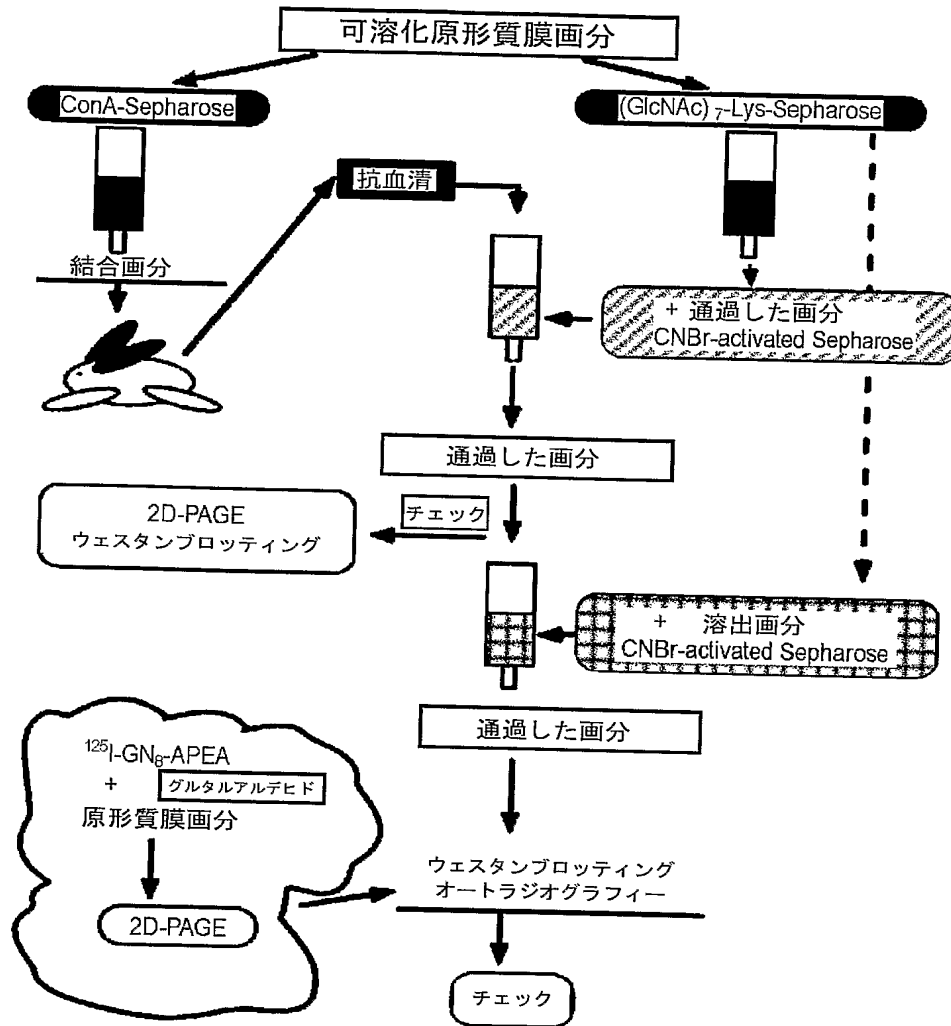 可溶化原形質膜画分
ConA-Sepharose
(GlcNAc) 7-Lys-Sepharose
抗血清
結合画分
+ 通過した画分
CNBr-activated Sepharose
通過した画分
チェック
2D-PAGE
ウェスタンブロッティング
+ 溶出画分
CNBr-activated Sepharose
通過した画分
125I-GN8-APEA
+ グルタルアルデヒド
原形質膜画分
2D-PAGE
ウェスタンブロッティング
オートラジオグラフィー
チェック